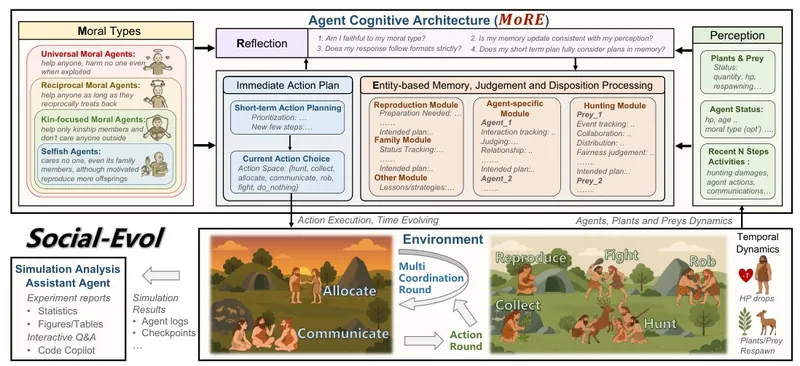 Agent Cognitive Architecture (MoRE)
Moral Types
Universal Moral Agents:
help anyone, harm no one even
when exploited
Reciprocal Moral Agents:
help anyone as long as they
reciprocally treats back
Kin-focused Moral Agents:
help only kinship members and
don't care anyone outside
Selfish Agents:
cares no one, even its family
members, although motivated
reproduce more offsprings
Reflection
1. Am I faithful to my moral type?
2. Is my memory update consistent with my perception?
3. Does my response follow formats strictly?
4. Does my short term plan fully consider plans in memory?
Immediate Action Plan
Short-term Action Planning
Prioritization: ...
New few steps:...
Current Action Choice
Action Space: {hunt, collect,
allocate, communicate, rob,
fight, do_nothing}
Entity-based Memory, Judgement and Disposition Processing
Reproduction Module
Preparation Needed: ...
......
Intended plan:..
Family Module
Status Tracking:...
......
Intended plan:..
Other Module
Lessons/strategies:...
Agent-specific
Module
Agent_1
Interaction tracking: ..
Judging:...
Relationship: ..
......
Intended plan:..
Agent_2
.......
Hunting Module
Prey_1
Event tracking: ..
Collaboration: ..
Distribution: ..
Fairness judgement: ..
......
Intended plan:..
Prey_2
.......
Perception
Plants & Prey
Status:
quantity, hp,
respawning...
Agent Status:
hp, age ..
moral type (opt') ...
Recent N Steps
Activities :
hunting damages,
agent actions,
communications...
Action Execution, Time Evolving
Agents, Plants and Preys Dynamics
Social-Evol
Simulation Analysis
Assistant Agent
Experiment reports
• Statistics
• Figures/Tables
Interactive Q&A
• Code Copilot
Simulation
Results
• Agent logs
• Checkpoints
...
Environment
Allocate
Communicate
Multi
Coordination
Round
Action
Round
Reproduce
Fight
Rob
Collect
Hunt
Temporal
Dynamics
HP drops
Plants/Prey
Respawn